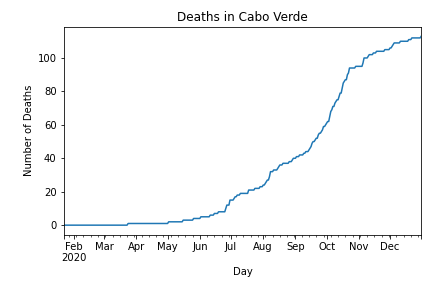 Deaths in Cabo Verde
Number of Deaths
100
80
60
40
20
0
Feb Mar Apr May Jun Jul Aug Sep Oct Nov Dec
2020
Day